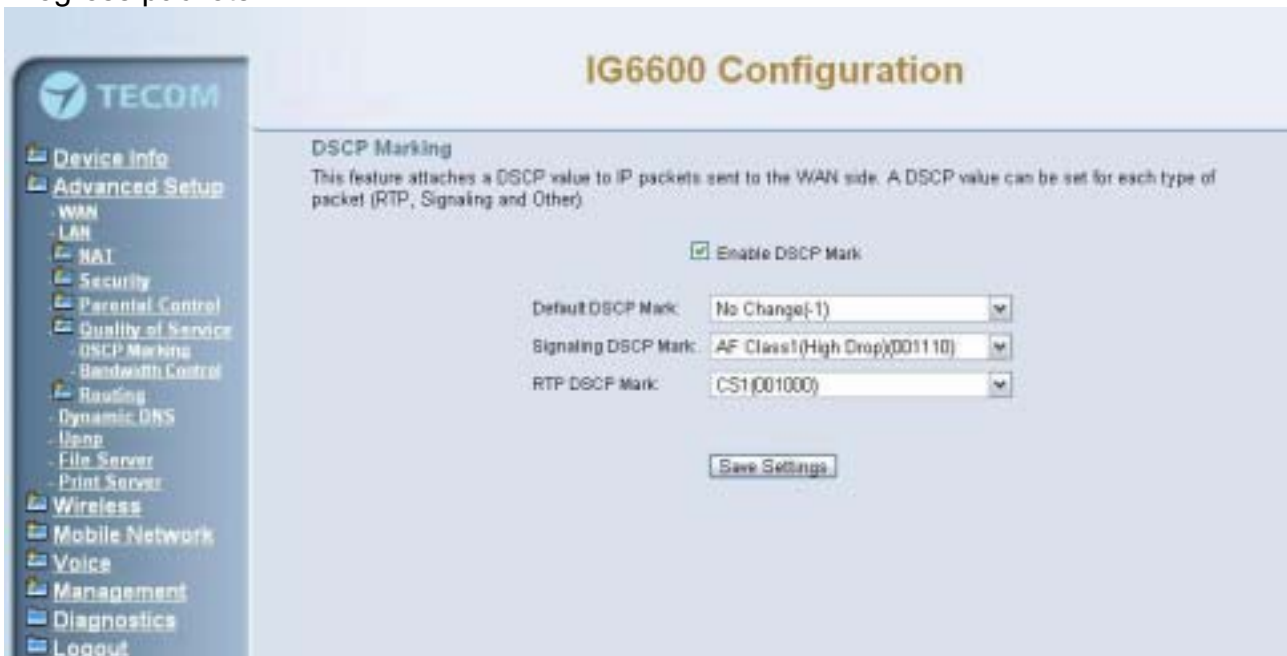 IG6600 Configuration
TECOM
Device Info
Advanced Setup
- WAN
- LAN
NAT
Security
Parental Control
Quality of Service
- DSCP Marking
- Bandwidth Control
Routing
- Dynamic DNS
- Upnp
- File Server
- Print Server
Wireless
Mobile Network
Voice
Management
Diagnostics
Logout
DSCP Marking
This feature attaches a DSCP value to IP packets sent to the WAN side. A DSCP value can be set for each type of
packet (RTP, Signaling and Other)
Enable DSCP Mark
Default DSCP Mark: No Change(-1)
Signaling DSCP Mark: AF Class1(High Drop)(001110)
RTP DSCP Mark: CS1(001000)
Save Settings